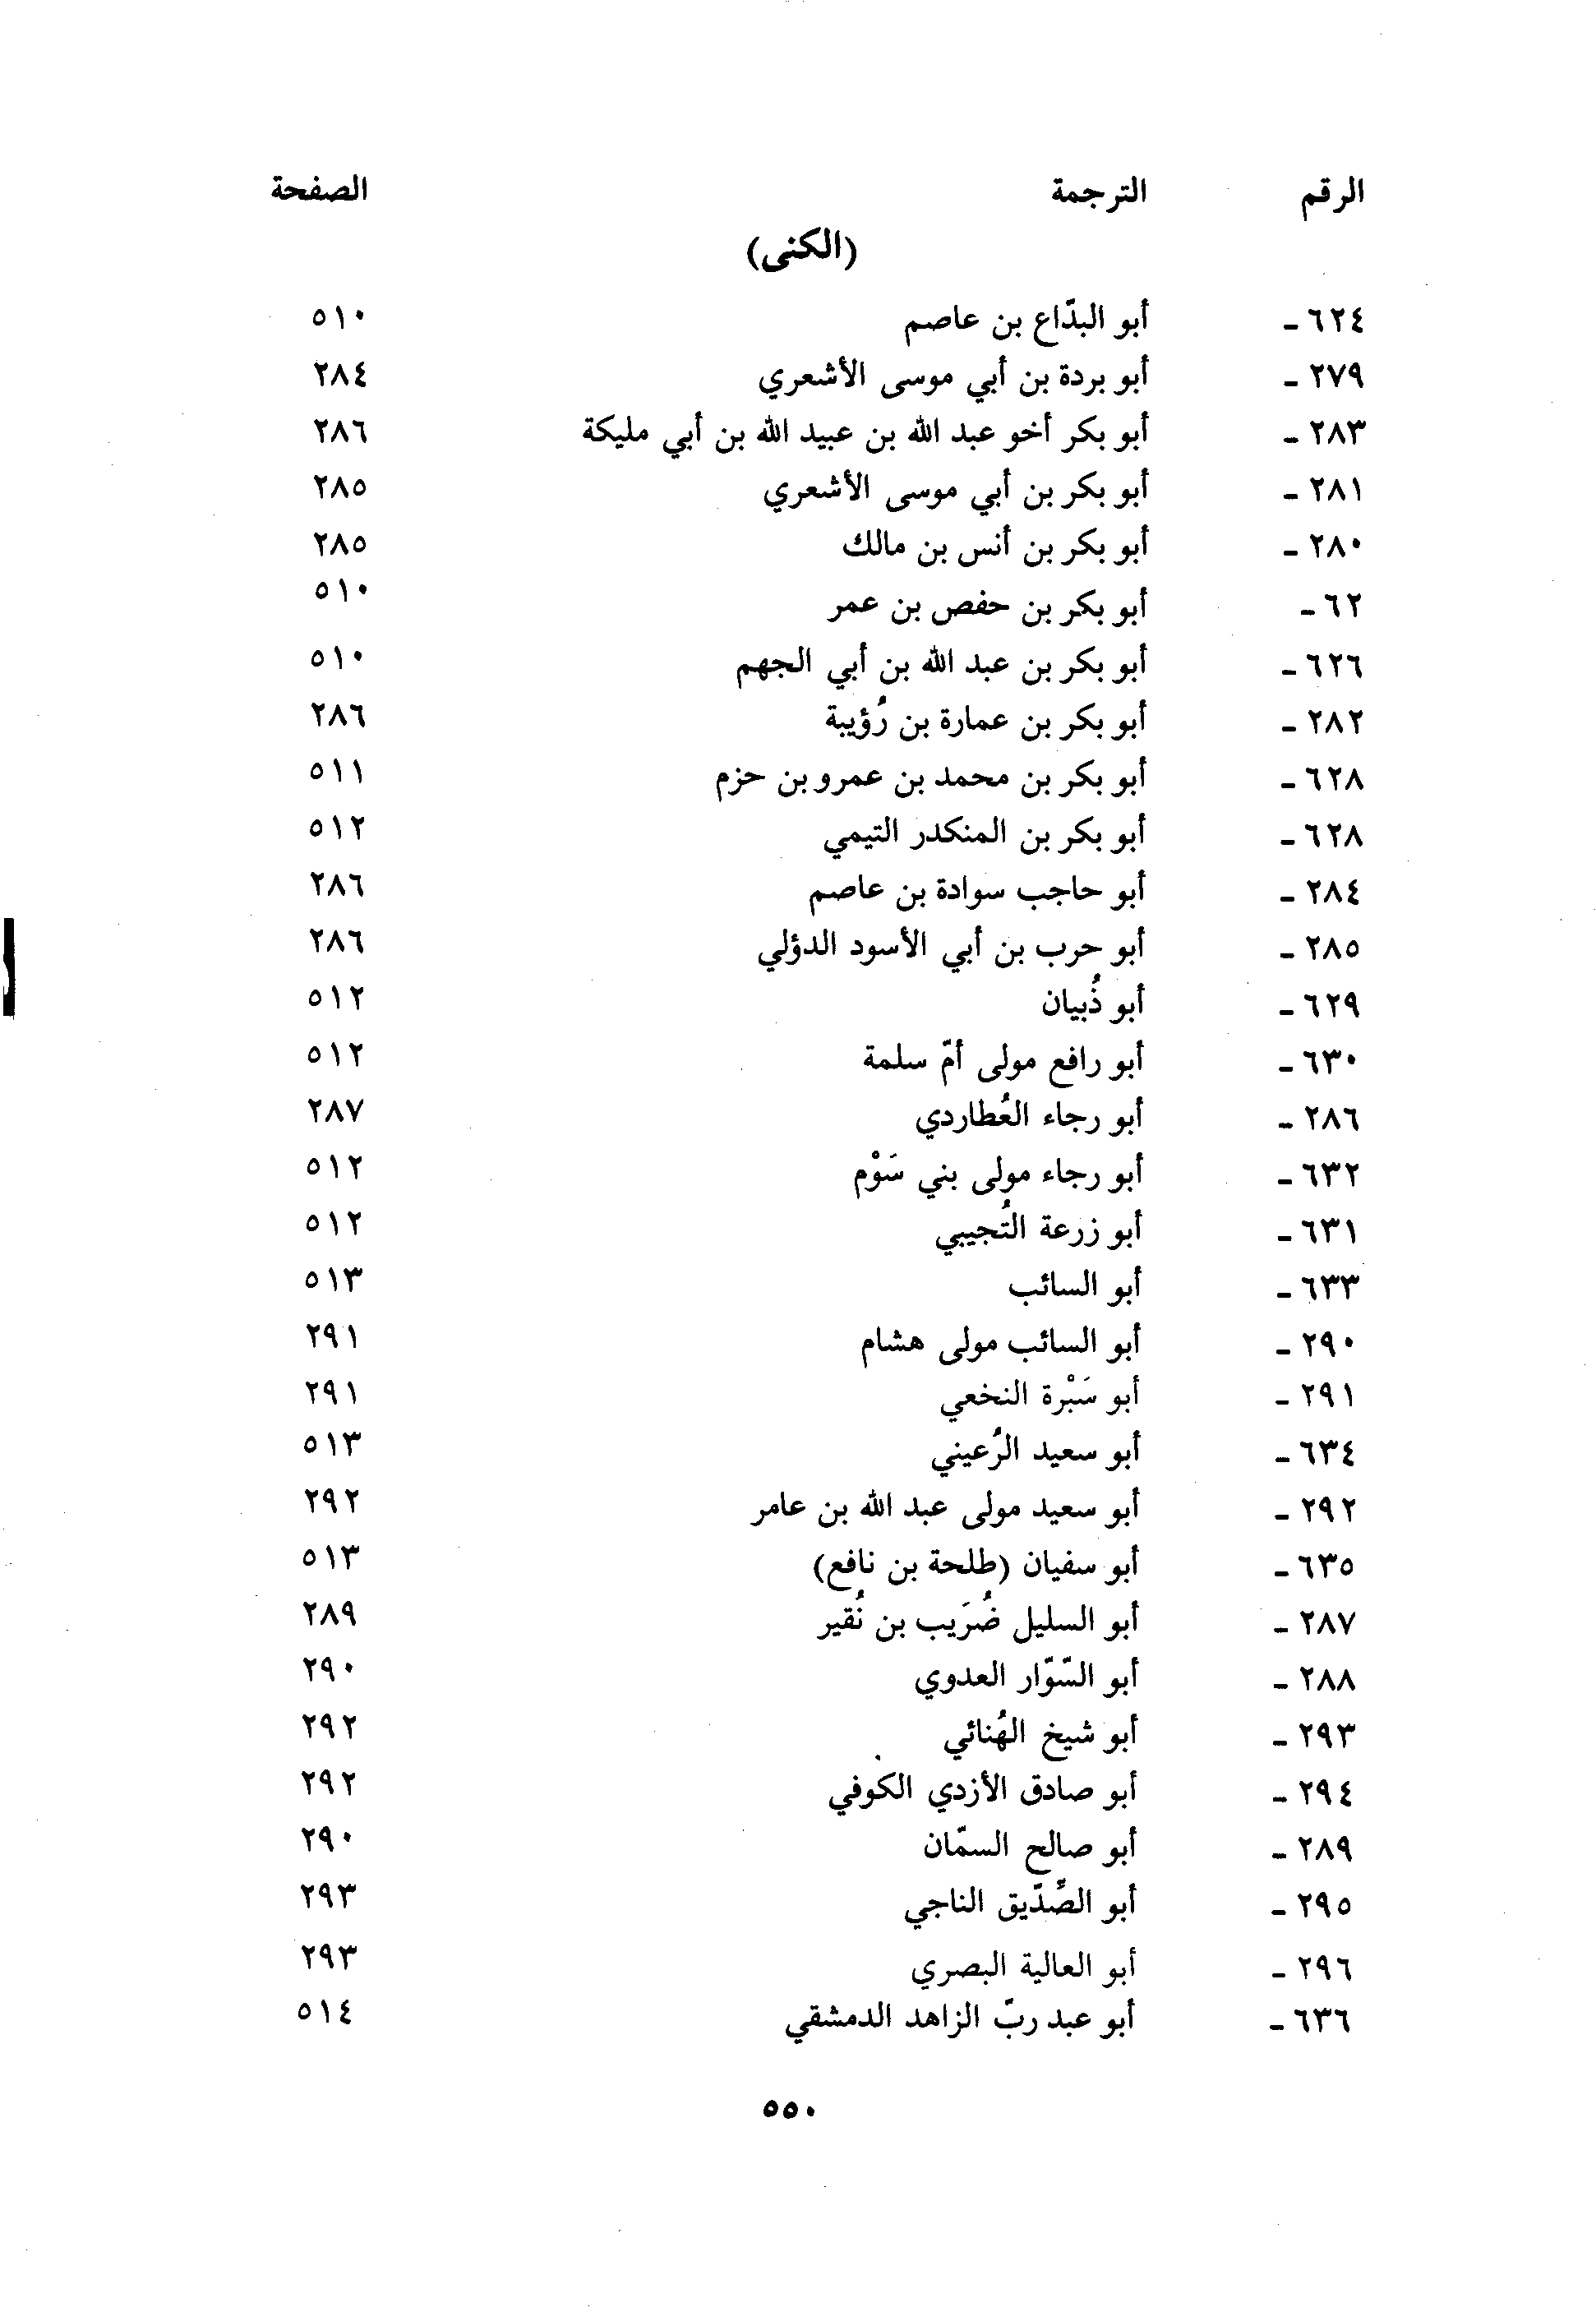 الرقم الترجمة الصفحة
(الكنى)
٦٢٤ - أبو البدّاع بن عاصم ٥١٠
٢٧٩ - أبو بردة بن أبي موسى الأشعري ٢٨٤
٢٨٣ - أبو بكر أخو عبد الله بن عبيد الله بن أبي مليكة ٢٨٦
٢٨١ - أبو بكر بن أبي موسى الأشعري ٢٨٥
٢٨٠ - أبو بكر بن أنس بن مالك ٢٨٥
٦٢ - أبو بكر بن حفص بن عمر ٥١٠
٦٢٦ - أبو بكر بن عبد الله بن أبي الجهم ٥١٠
٢٨٢ - أبو بكر بن عمارة بن رُؤيبة ٢٨٦
٦٢٨ - أبو بكر بن محمد بن عمرو بن حزم ٥١١
٦٢٨ - أبو بكر بن المنكدر التيمي ٥١٢
٢٨٤ - أبو حاجب سوادة بن عاصم ٢٨٦
٢٨٥ - أبو حرب بن أبي الأسود الدؤلي ٢٨٦
٦٢٩ - أبو ذُبيان ٥١٢
٦٣٠ - أبو رافع مولى أمّ سلمة ٥١٢
٢٨٦ - أبو رجاء العُطاردي ٢٨٧
٦٣٢ - أبو رجاء مولى بني سَوْم ٥١٢
٦٣١ - أبو زرعة التُجيبي ٥١٢
٦٣٣ - أبو السائب ٥١٣
٢٩٠ - أبو السائب مولى هشام ٢٩١
٢٩١ - أبو سَبْرة النخعي ٢٩١
٦٣٤ - أبو سعيد الرُعيني ٥١٣
٢٩٢ - أبو سعيد مولى عبد الله بن عامر ٢٩٢
٦٣٥ - أبو سفيان (طلحة بن نافع) ٥١٣
٢٨٧ - أبو السليل ضُرَيب بن نُقير ٢٨٩
٢٨٨ - أبو السّوّار العدوي ٢٩٠
٢٩٣ - أبو شيخ الهُنائي ٢٩٢
٢٩٤ - أبو صادق الأزدي الكوفي ٢٩٢
٢٨٩ - أبو صالح السمّان ٢٩٠
٢٩٥ - أبو الصِّدّيق الناجي ٢٩٣
٢٩٦ - أبو العالية البصري ٢٩٣
٦٣٦ - أبو عبد ربّ الزاهد الدمشقي ٥١٤
٥٥٠